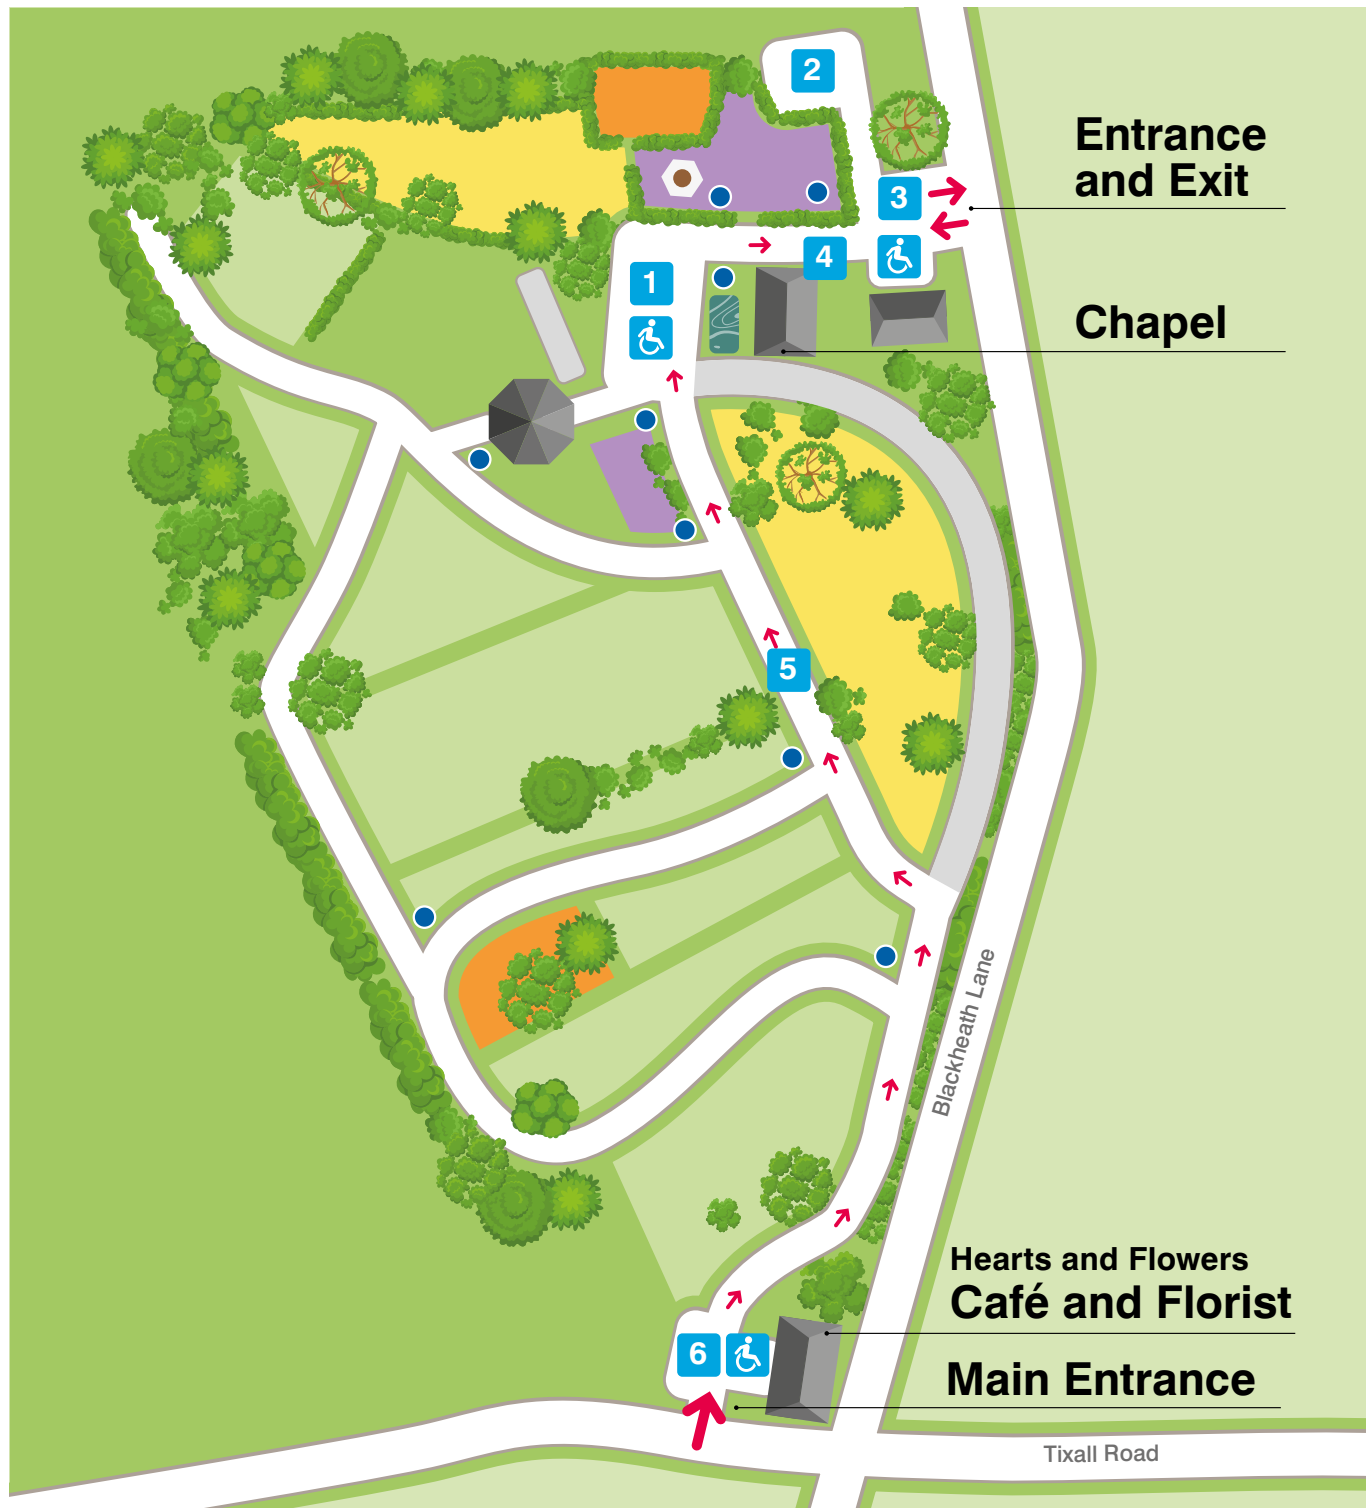 2
Entrance
and Exit
3
4
1
Chapel
5
Blackheath Lane
Hearts and Flowers
Café and Florist
6
Main Entrance
Tixall Road